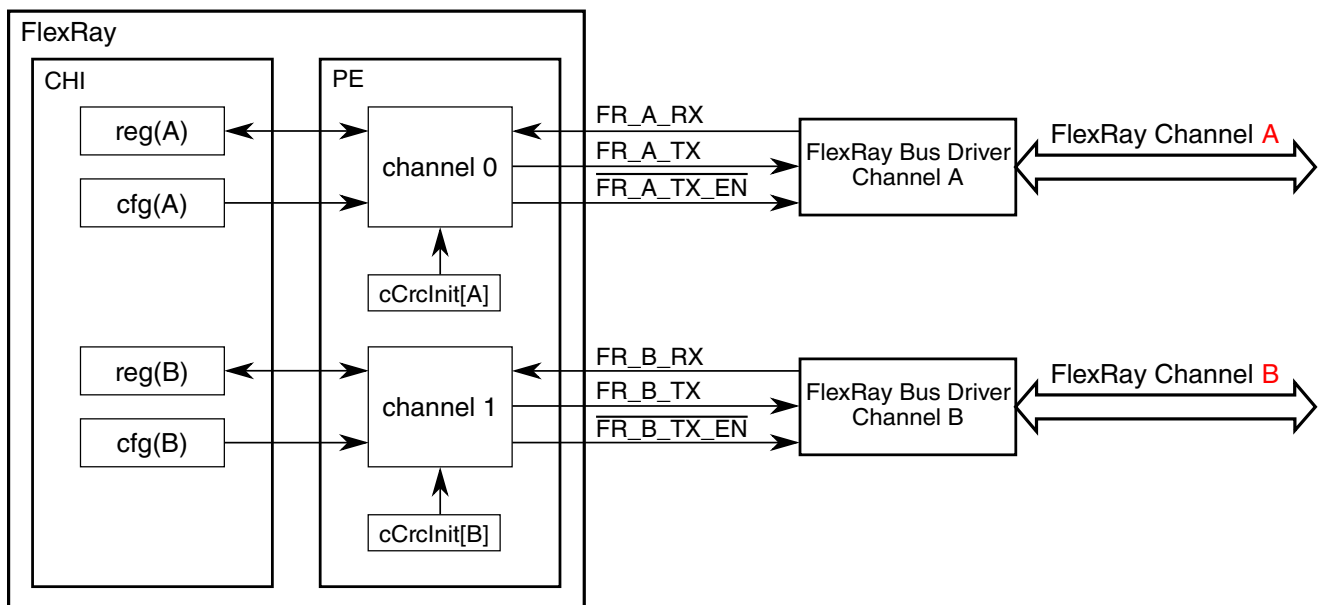 FlexRay
CHI
PE
reg(A)
cfg(A)
channel 0
cCrcInit[A]
FR_A_RX
FR_A_TX
FR_A_TX_EN
FlexRay Bus Driver
Channel A
FlexRay Channel A
reg(B)
cfg(B)
channel 1
cCrcInit[B]
FR_B_RX
FR_B_TX
FR_B_TX_EN
FlexRay Bus Driver
Channel B
FlexRay Channel B